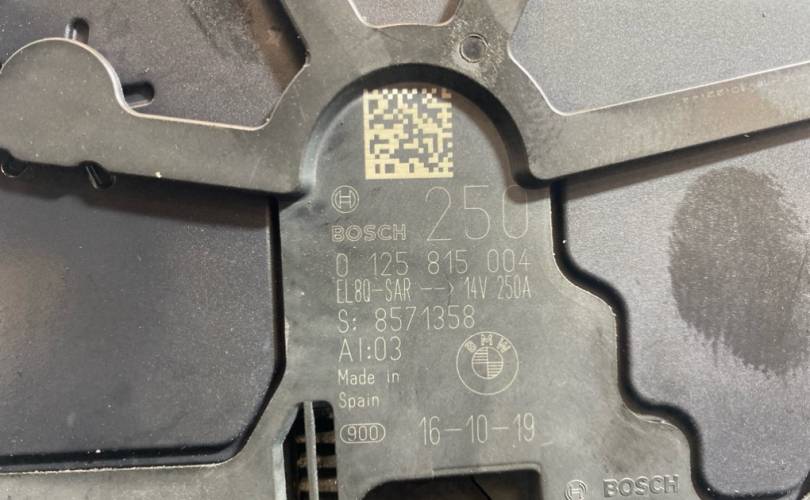 250
BOSCH
0 125 815 004
EL8Q-SAR --> 14V 250A
S: 8571358
AI:03
BMW
Made in
Spain
900
16-10-19
BOSCH